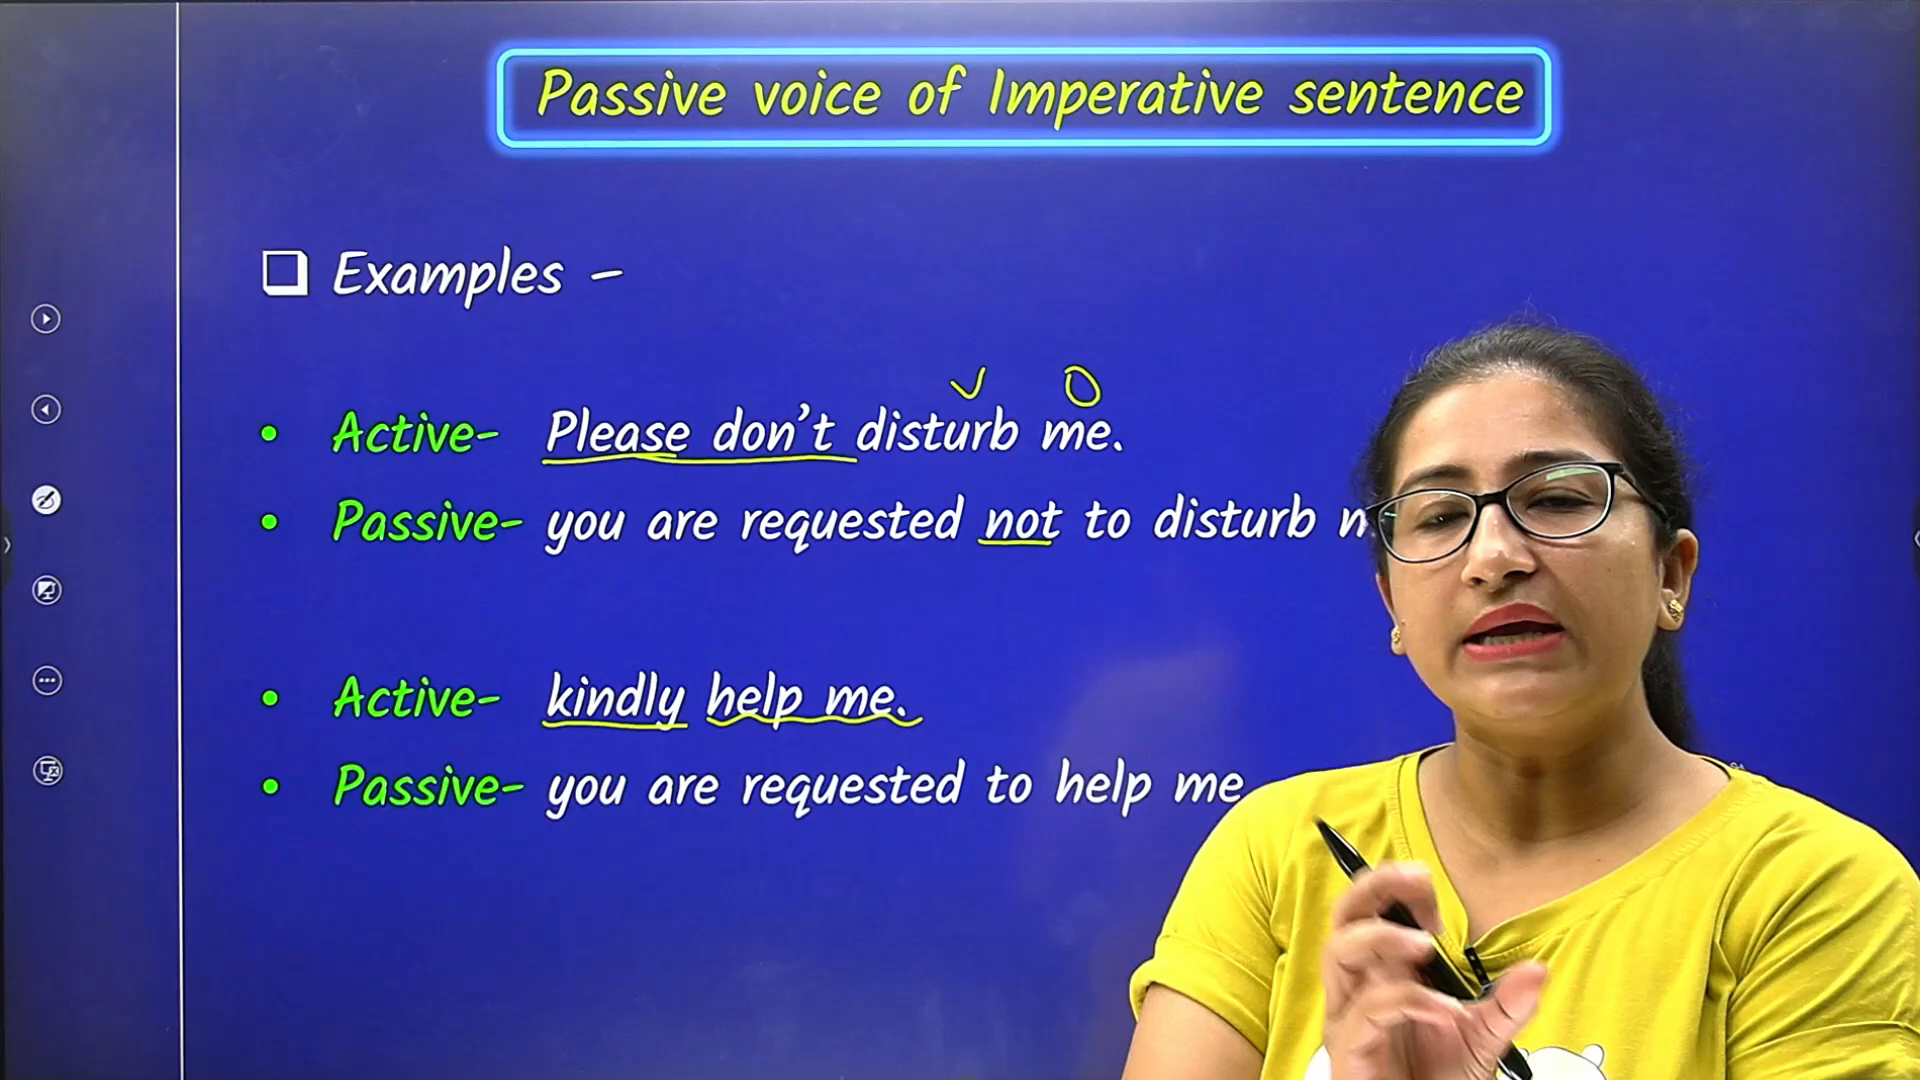 Passive voice of Imperative sentence
Examples -
V O
Active- Please don't disturb me.
Passive- you are requested not to disturb
Active- kindly help me.
Passive- you are requested to help me